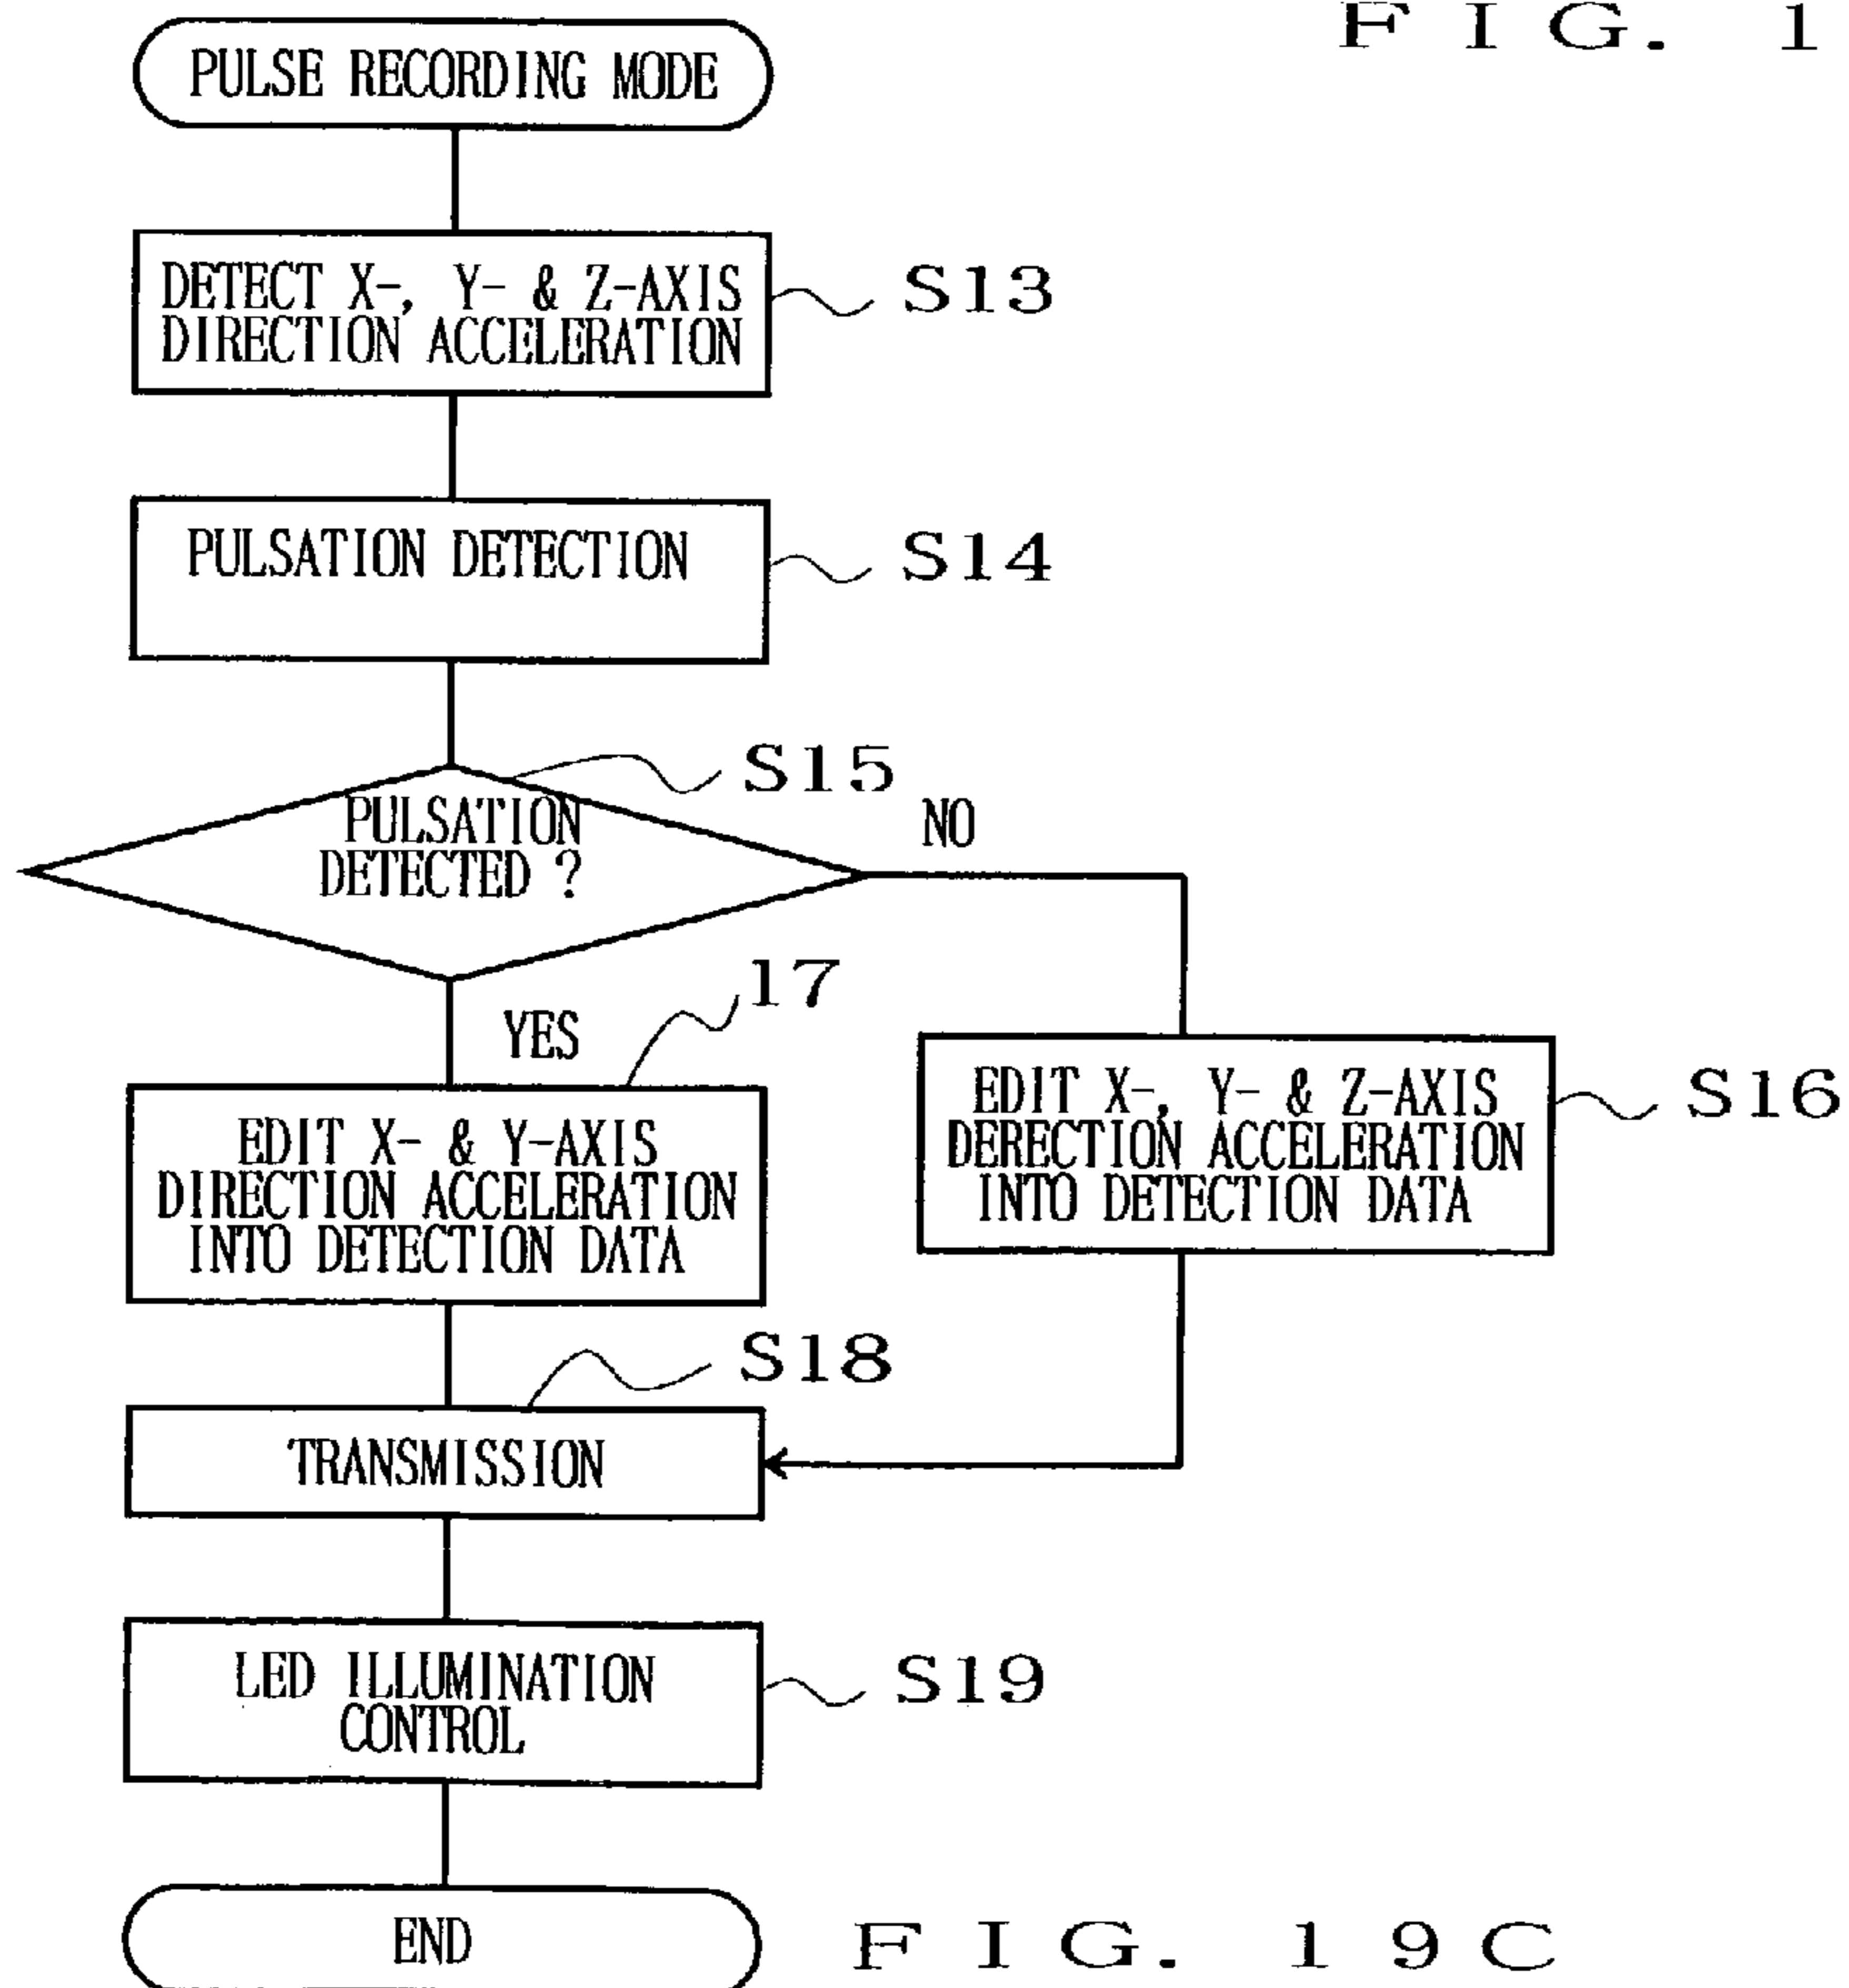 F I G. 1
PULSE RECORDING MODE
DETECT X-, Y- & Z-AXIS
DIRECTION ACCELERATION
S13
PULSATION DETECTION
S14
S15
PULSATION
DETECTED ?
NO
17
YES
EDIT X- & Y-AXIS
DIRECTION ACCELERATION
INTO DETECTION DATA
EDIT X-, Y- & Z-AXIS
DERECTION ACCELERATION
INTO DETECTION DATA
S16
S18
TRANSMISSION
LED ILLUMINATION
CONTROL
S19
END
F I G. 1 9 C